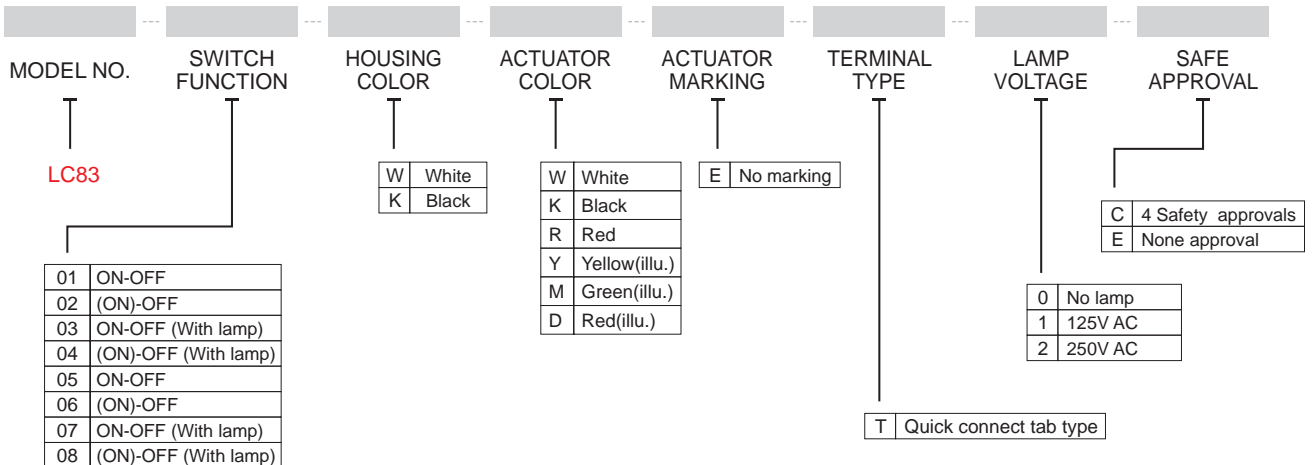 MODEL NO.
SWITCH
FUNCTION
HOUSING
COLOR
ACTUATOR
COLOR
ACTUATOR
MARKING
TERMINAL
TYPE
LAMP
VOLTAGE
SAFE
APPROVAL
LC83
W White
K Black
W White
K Black
R Red
Y Yellow(illu.)
M Green(illu.)
D Red(illu.)
E No marking
C 4 Safety approvals
E None approval
01 ON-OFF
02 (ON)-OFF
03 ON-OFF (With lamp)
04 (ON)-OFF (With lamp)
05 ON-OFF
06 (ON)-OFF
07 ON-OFF (With lamp)
08 (ON)-OFF (With lamp)
0 No lamp
1 125V AC
2 250V AC
T Quick connect tab type